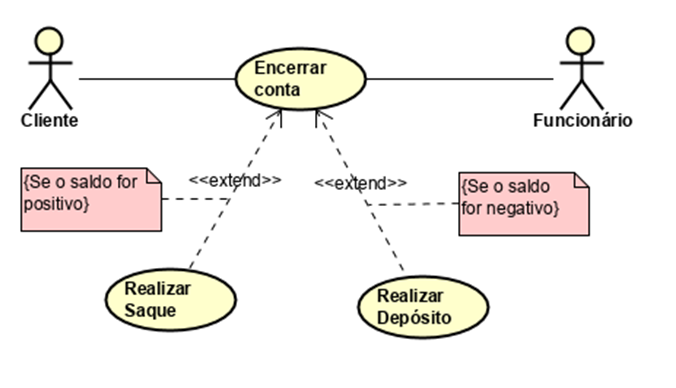 Encerrar
conta
Cliente
Funcionário
{Se o saldo for
positivo}
<<extend>>
<<extend>>
{Se o saldo
for negativo}
Realizar
Saque
Realizar
Depósito